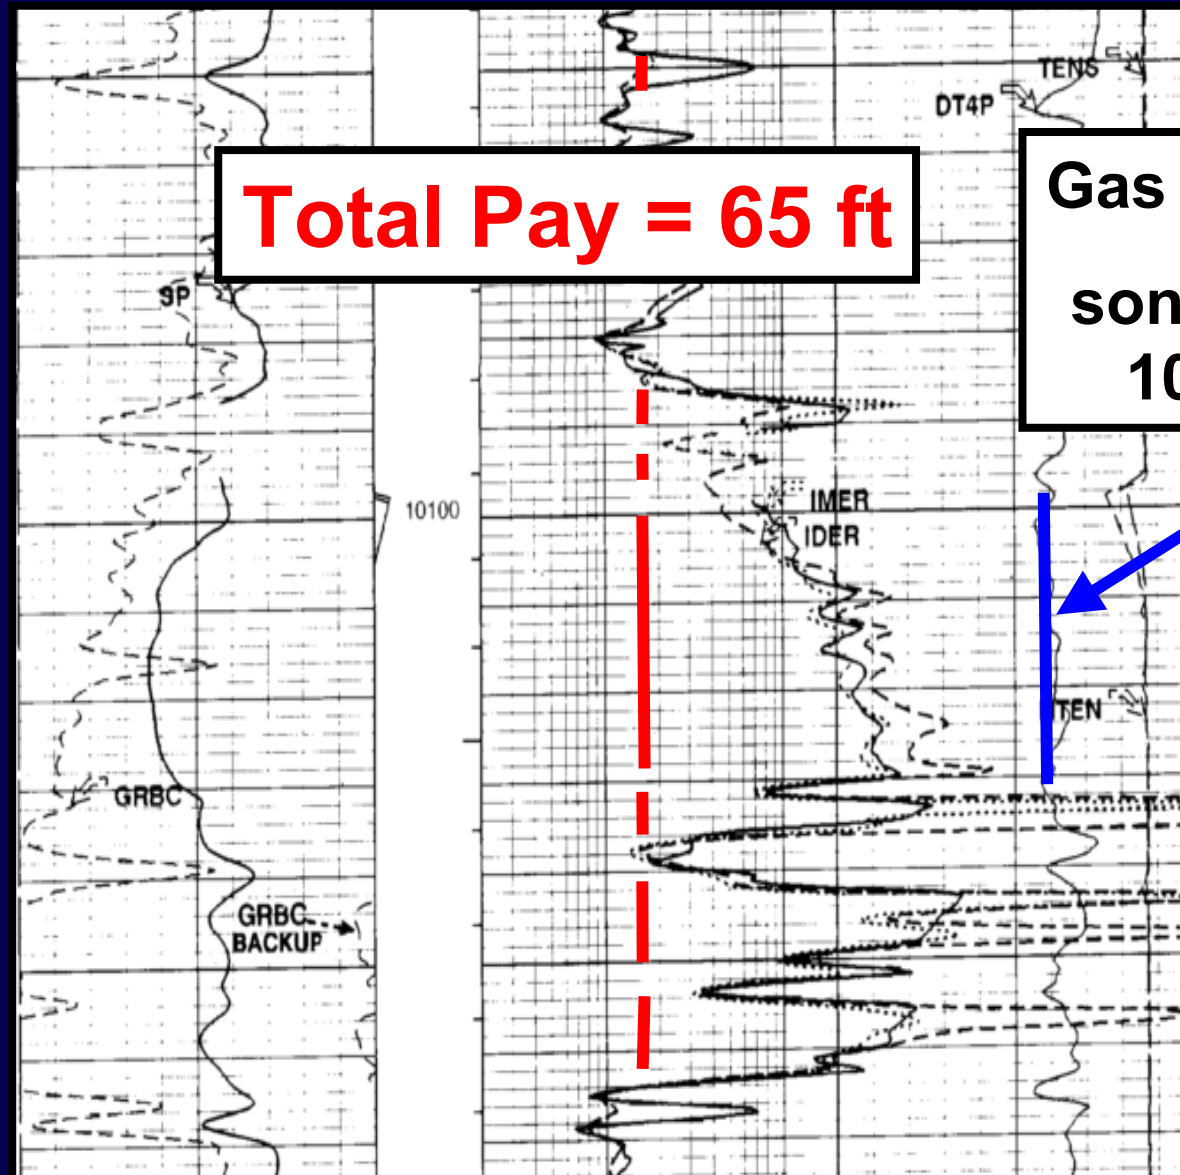 TENS
DT4P
Gas
Total Pay = 65 ft
SP
son
10
IMER
10100
IDER
TEN
GRBC
GRBC
BACKUP